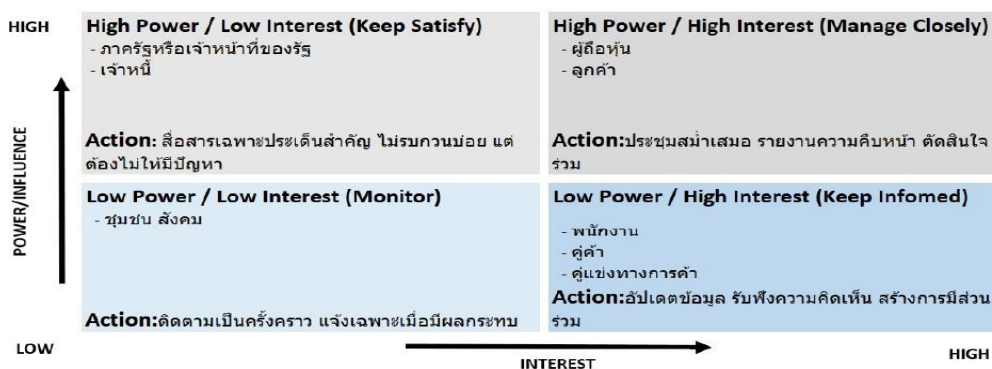 HIGH
High Power / Low Interest (Keep Satisfy)
- ภาครัฐหรือเจ้าหน้าที่ของรัฐ
- เจ้าหนี้
Action: สื่อสารเฉพาะประเด็นสำคัญ ไม่รบกวนบ่อย แต่
ต้องไม่ให้มีปัญหา
High Power / High Interest (Manage Closely)
- ผู้ถือหุ้น
- ลูกค้า
Action:ประชุมสม่ำเสมอ รายงานความคืบหน้า ตัดสินใจ
ร่วม
POWER/INFLUENCE
Low Power / Low Interest (Monitor)
- ชุมชน สังคม
Action:ติดตามเป็นครั้งคราว แจ้งเฉพาะเมื่อมีผลกระทบ
Low Power / High Interest (Keep Infomed)
- พนักงาน
- คู่ค้า
- คู่แข่งทางการค้า
Action:อัปเดตข้อมูล รับฟังความคิดเห็น สร้างการมีส่วน
ร่วม
LOW
INTEREST
HIGH